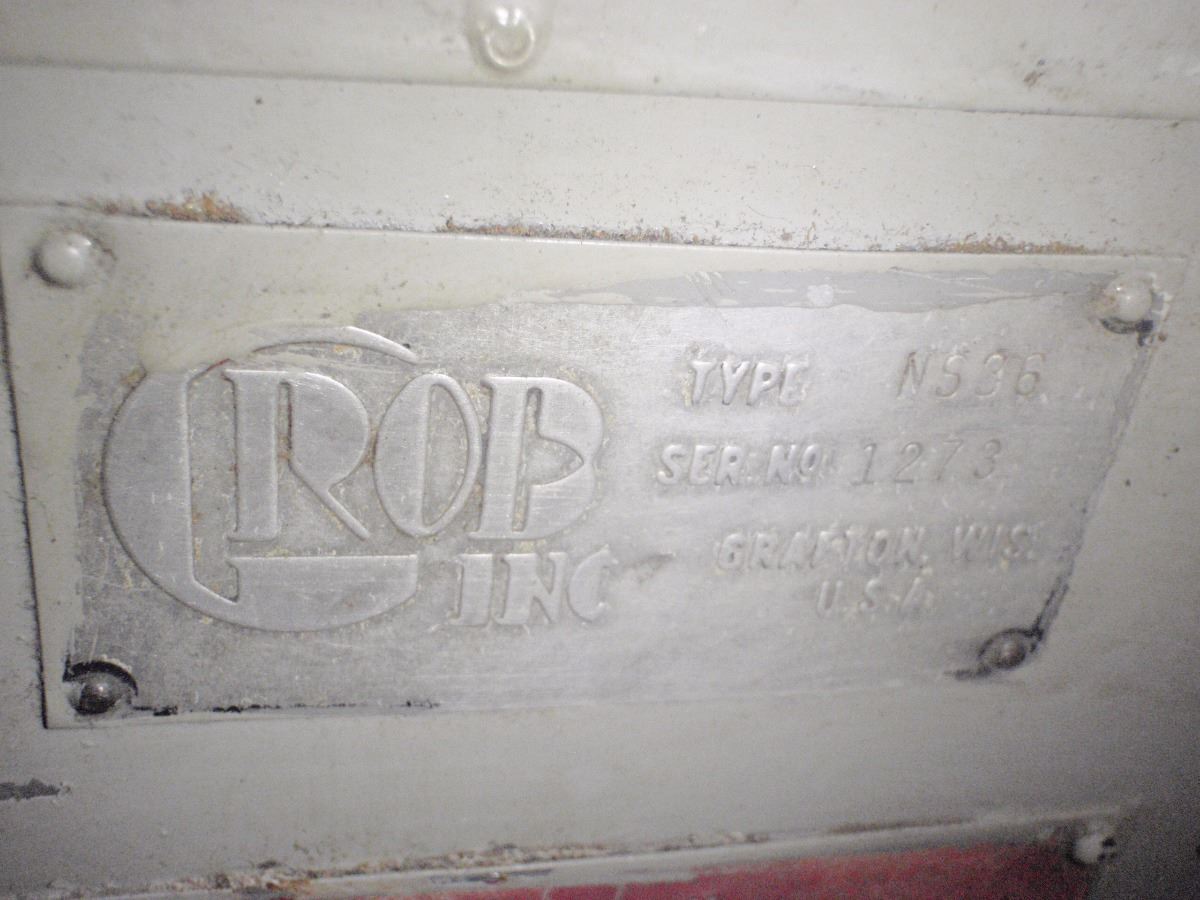 GROB
INC
TYPE NS36
SER. NO. 1273
GRAFTON, WIS.
U.S.A.